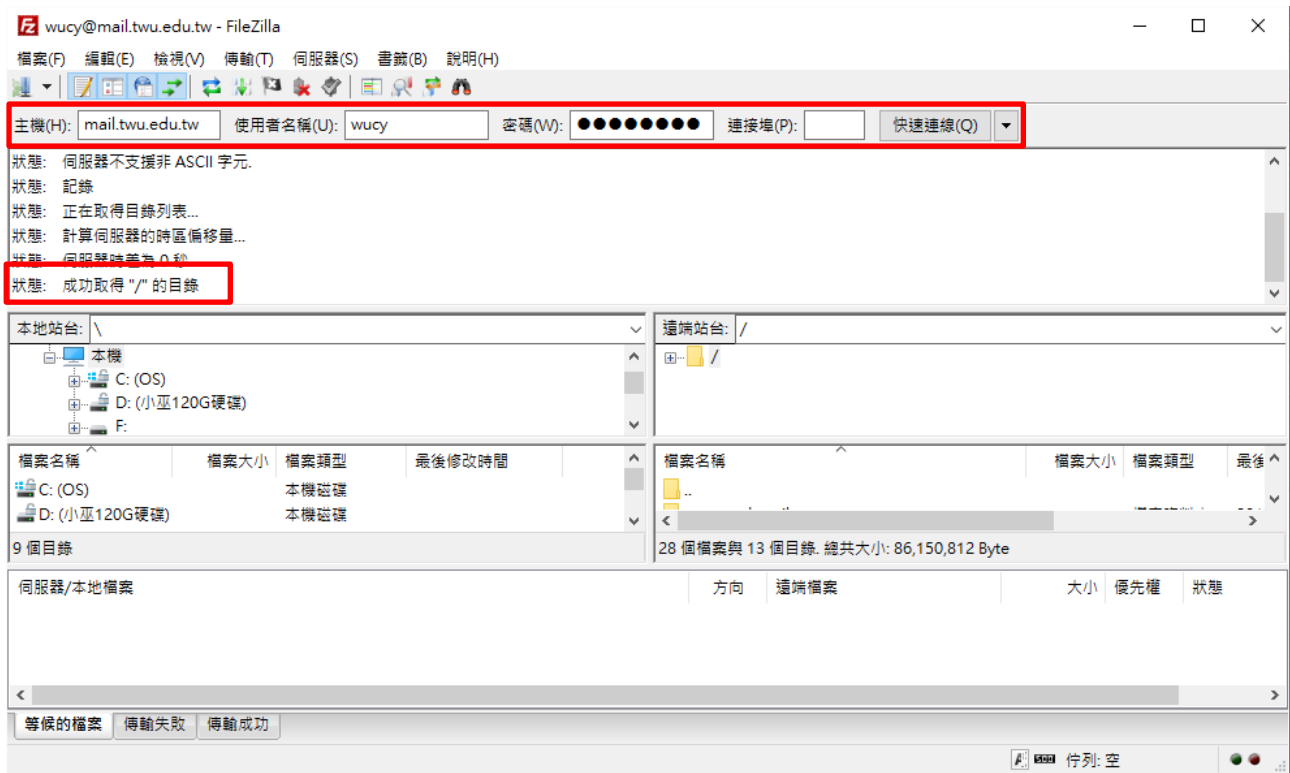 wucy@mail.twu.edu.tw - FileZilla
檔案(F) 編輯(E) 檢視(V) 傳輸(T) 伺服器(S) 書籤(B) 說明(H)
主機(H): mail.twu.edu.tw 使用者名稱(U): wucy 密碼(W): ●●●●●●●● 連接埠(P): 快速連線(Q)
狀態: 伺服器不支援非 ASCII 字元.
狀態: 記錄
狀態: 正在取得目錄列表...
狀態: 計算伺服器的時區偏移量...
狀態: 伺服器時差為 0 秒
狀態: 成功取得 "/" 的目錄
本地站台: \ 遠端站台: /
本機 /
C: (OS)
D: (小巫120G硬碟)
F:
檔案名稱 檔案大小 檔案類型 最後修改時間 檔案名稱 檔案大小 檔案類型
C: (OS) 本機磁碟 ..
D: (小巫120G硬碟) 本機磁碟
9 個目錄 28 個檔案與 13 個目錄. 總共大小: 86,150,812 Byte
伺服器/本地檔案 方向 遠端檔案 大小 優先權 狀態
等候的檔案 傳輸失敗 傳輸成功
佇列: 空